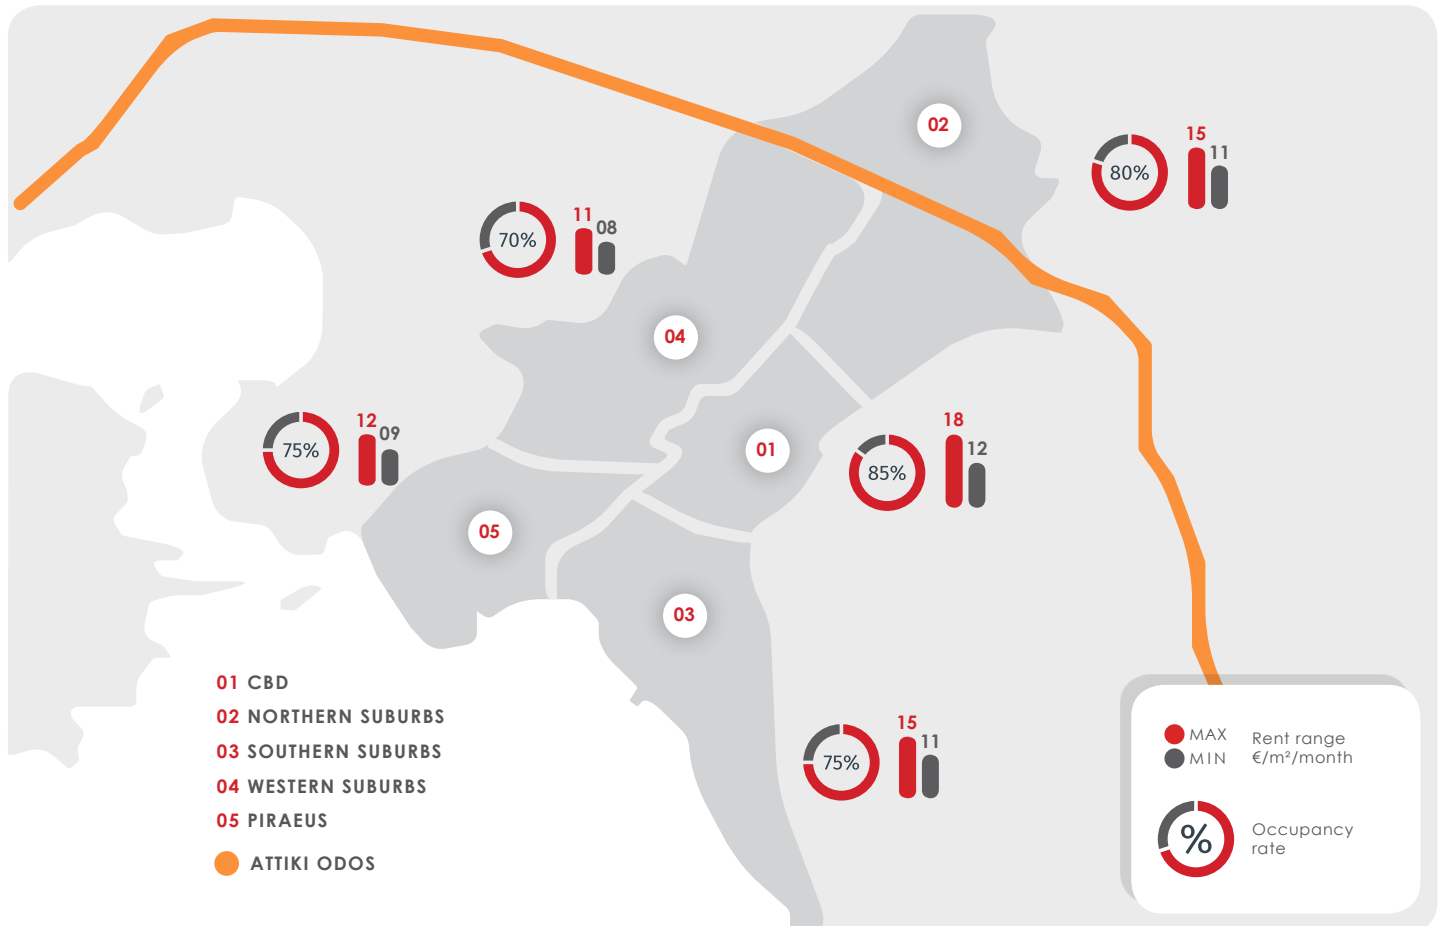 02
15
11
80%
11
08
70%
04
12
09
75%
01
18
12
85%
05
03
15
11
75%
01 CBD
02 NORTHERN SUBURBS
03 SOUTHERN SUBURBS
04 WESTERN SUBURBS
05 PIRAEUS
ATTIKI ODOS
MAX
MIN
Rent range
€/m²/month
%
Occupancy
rate